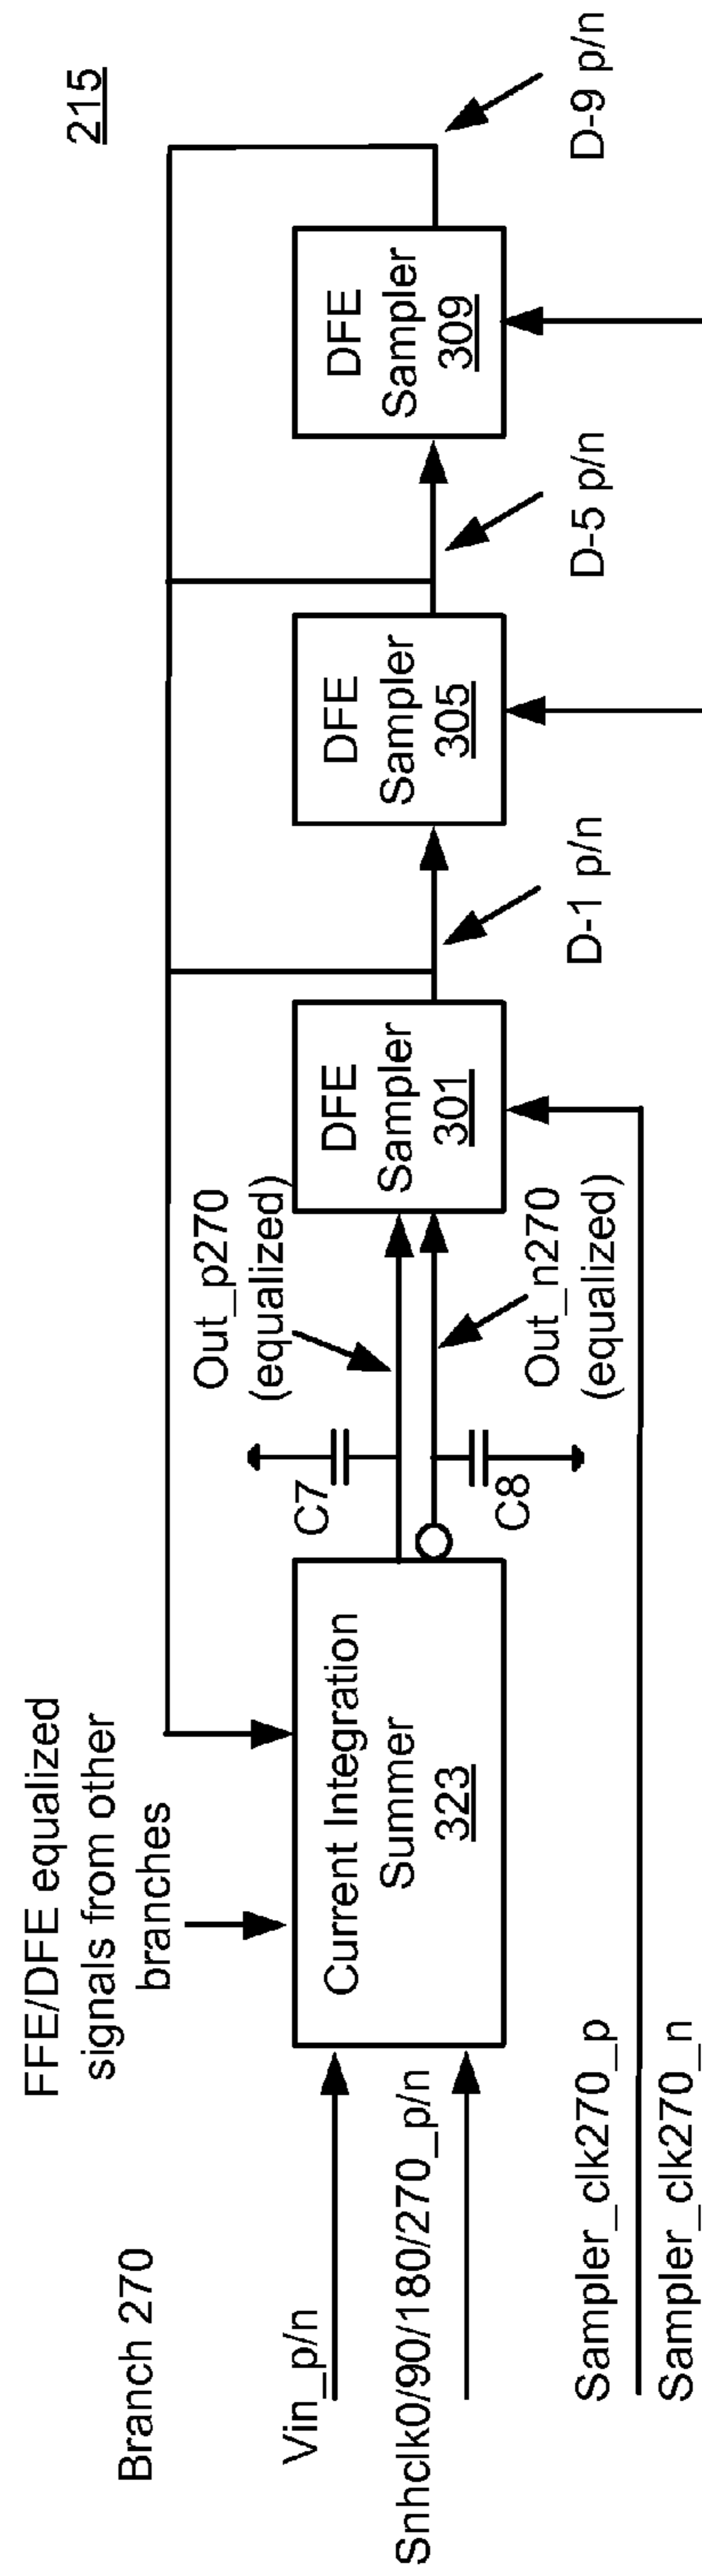 215
Branch 270
FFE/DFE equalized
signals from other
branches
Vin_p/n
Snhclk0/90/180/270_p/n
Current Integration
Summer
323
C7
C8
Out_p270
(equalized)
Out_n270
(equalized)
DFE
Sampler
301
D-1 p/n
DFE
Sampler
305
D-5 p/n
DFE
Sampler
309
D-9 p/n
Sampler_clk270_p
Sampler_clk270_n